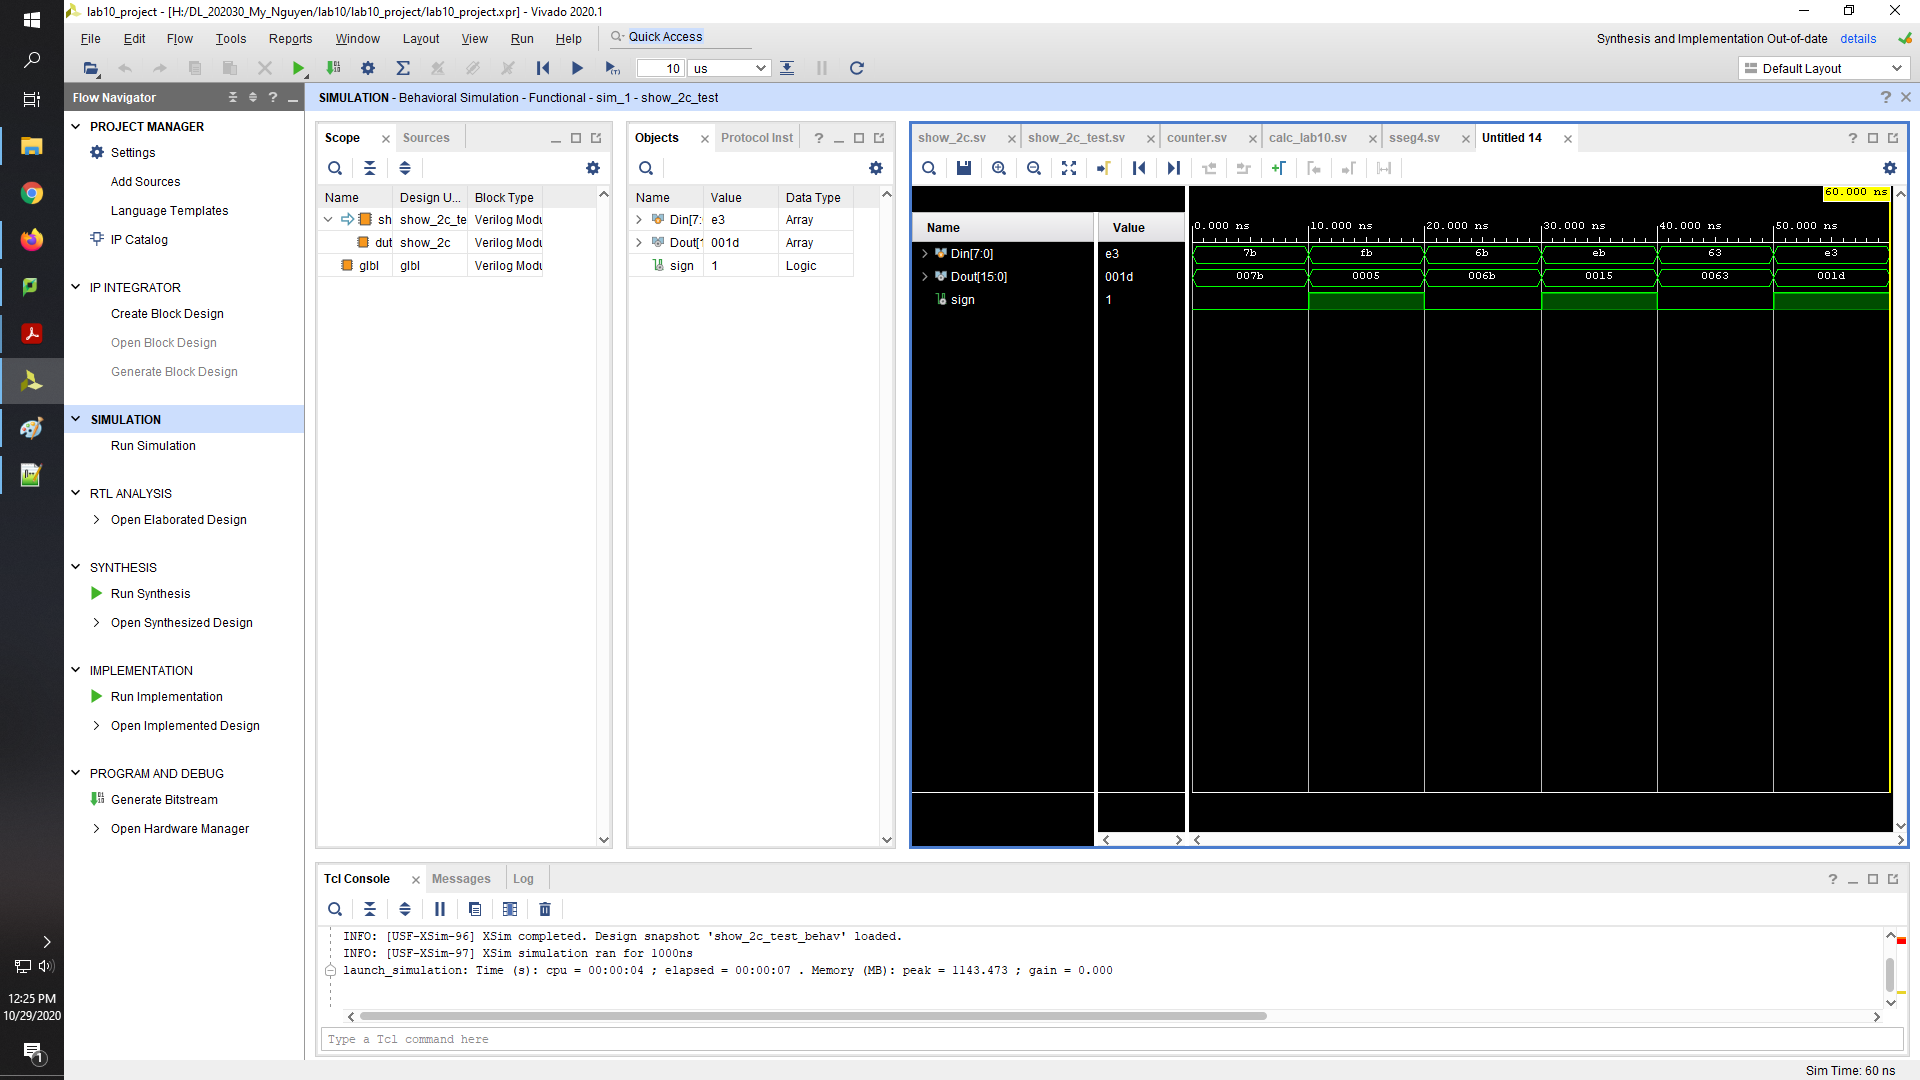 lab10_project - [H:/DL_202030_My_Nguyen/lab10/lab10_project/lab10_project.xpr] - Vivado 2020.1
File Edit Flow Tools Reports Window Layout View Run Help Quick Access
Synthesis and Implementation Out-of-date details
10 us
Default Layout
Flow Navigator
SIMULATION - Behavioral Simulation - Functional - sim_1 - show_2c_test
PROJECT MANAGER
Settings
Add Sources
Language Templates
IP Catalog
IP INTEGRATOR
Create Block Design
Open Block Design
Generate Block Design
SIMULATION
Run Simulation
RTL ANALYSIS
Open Elaborated Design
SYNTHESIS
Run Synthesis
Open Synthesized Design
IMPLEMENTATION
Run Implementation
Open Implemented Design
PROGRAM AND DEBUG
Generate Bitstream
Open Hardware Manager
Scope Sources
Name Design U... Block Type
sh show_2c_te Verilog Modu
dut show_2c Verilog Modu
glbl glbl Verilog Modu
Objects Protocol Inst
Name Value Data Type
Din[7: e3 Array
Dout[1 001d Array
sign 1 Logic
show_2c.sv show_2c_test.sv counter.sv calc_lab10.sv sseg4.sv Untitled 14
60.000 ns
Name Value
0.000 ns 10.000 ns 20.000 ns 30.000 ns 40.000 ns 50.000 ns
Din[7:0] e3 7b fb 6b eb 63 e3
Dout[15:0] 001d 007b 0005 006b 0015 0063 001d
sign 1
Tcl Console Messages Log
INFO: [USF-XSim-96] XSim completed. Design snapshot 'show_2c_test_behav' loaded.
INFO: [USF-XSim-97] XSim simulation ran for 1000ns
launch_simulation: Time (s): cpu = 00:00:04 ; elapsed = 00:00:07 . Memory (MB): peak = 1143.473 ; gain = 0.000
Type a Tcl command here
Sim Time: 60 ns
12:25 PM
10/29/2020
1